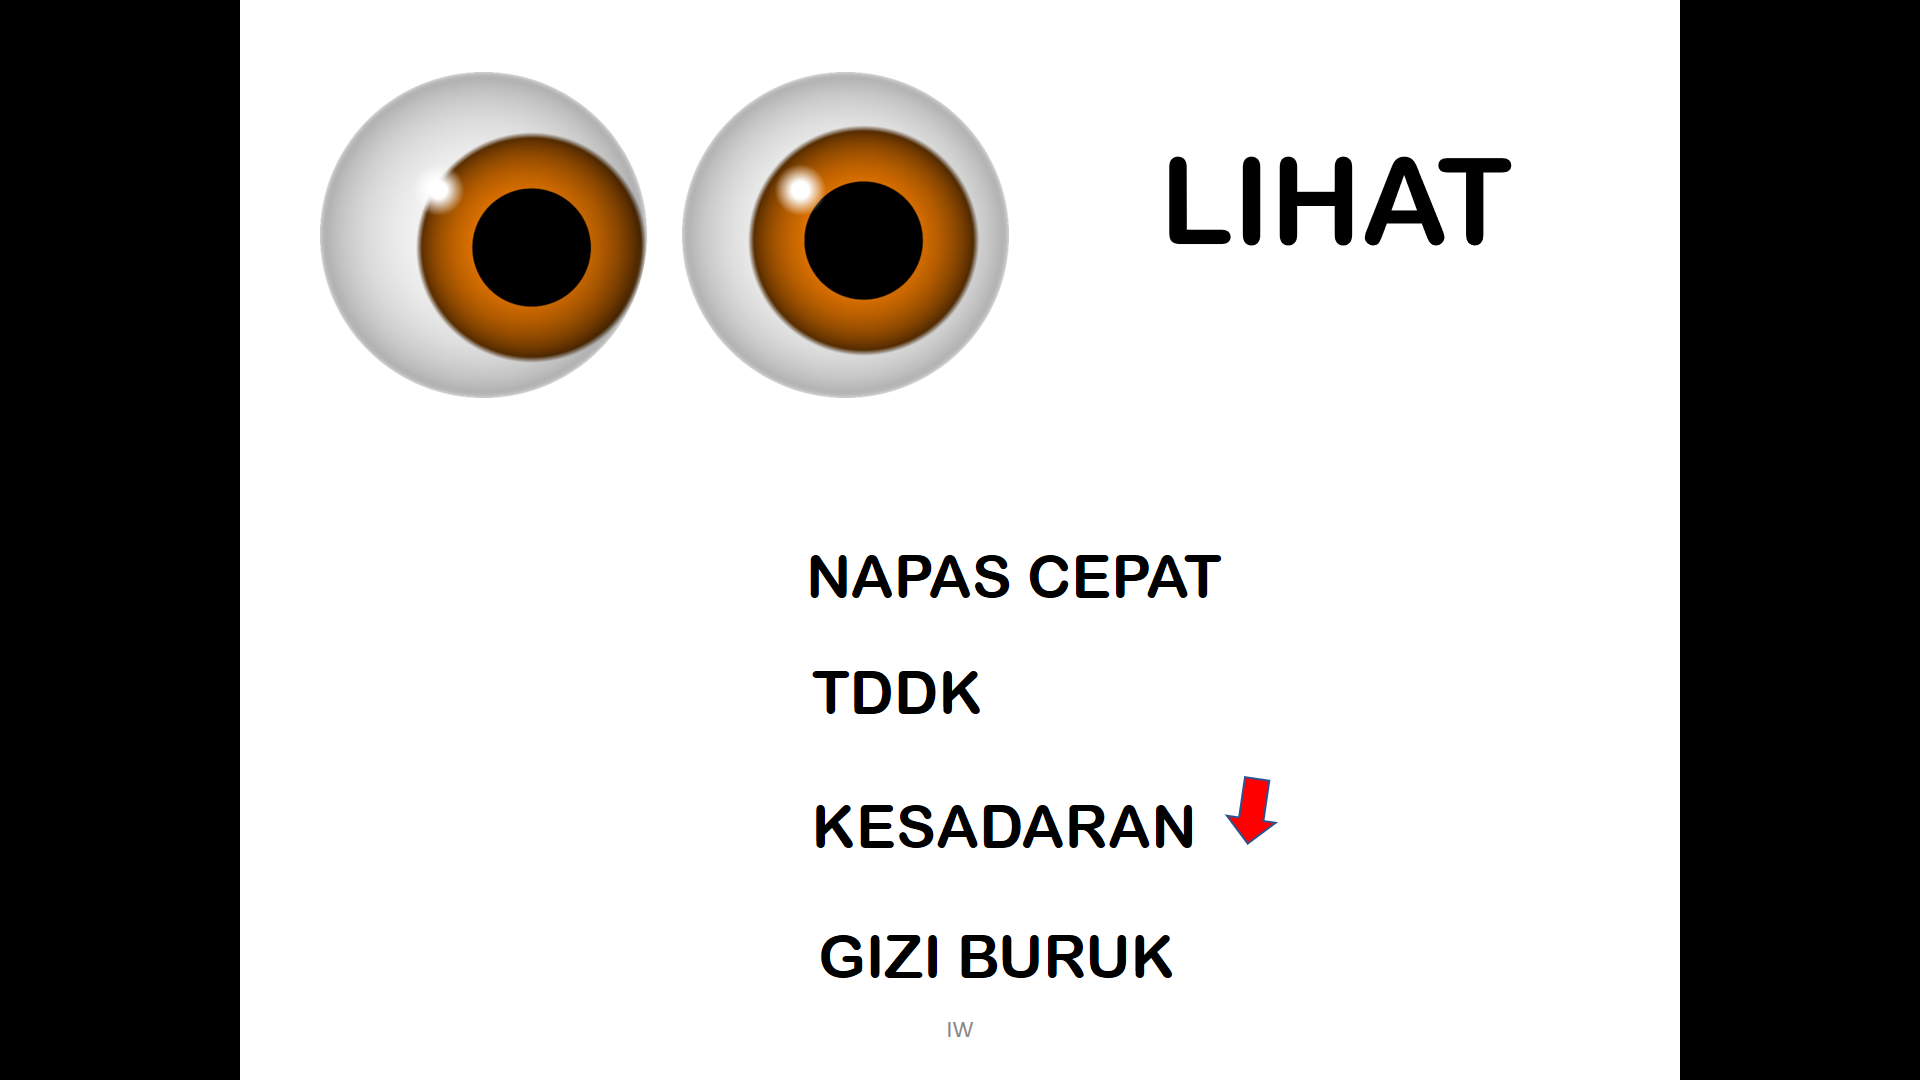 LIHAT
NAPAS CEPAT
TDDK
KESADARAN
GIZI BURUK
IW